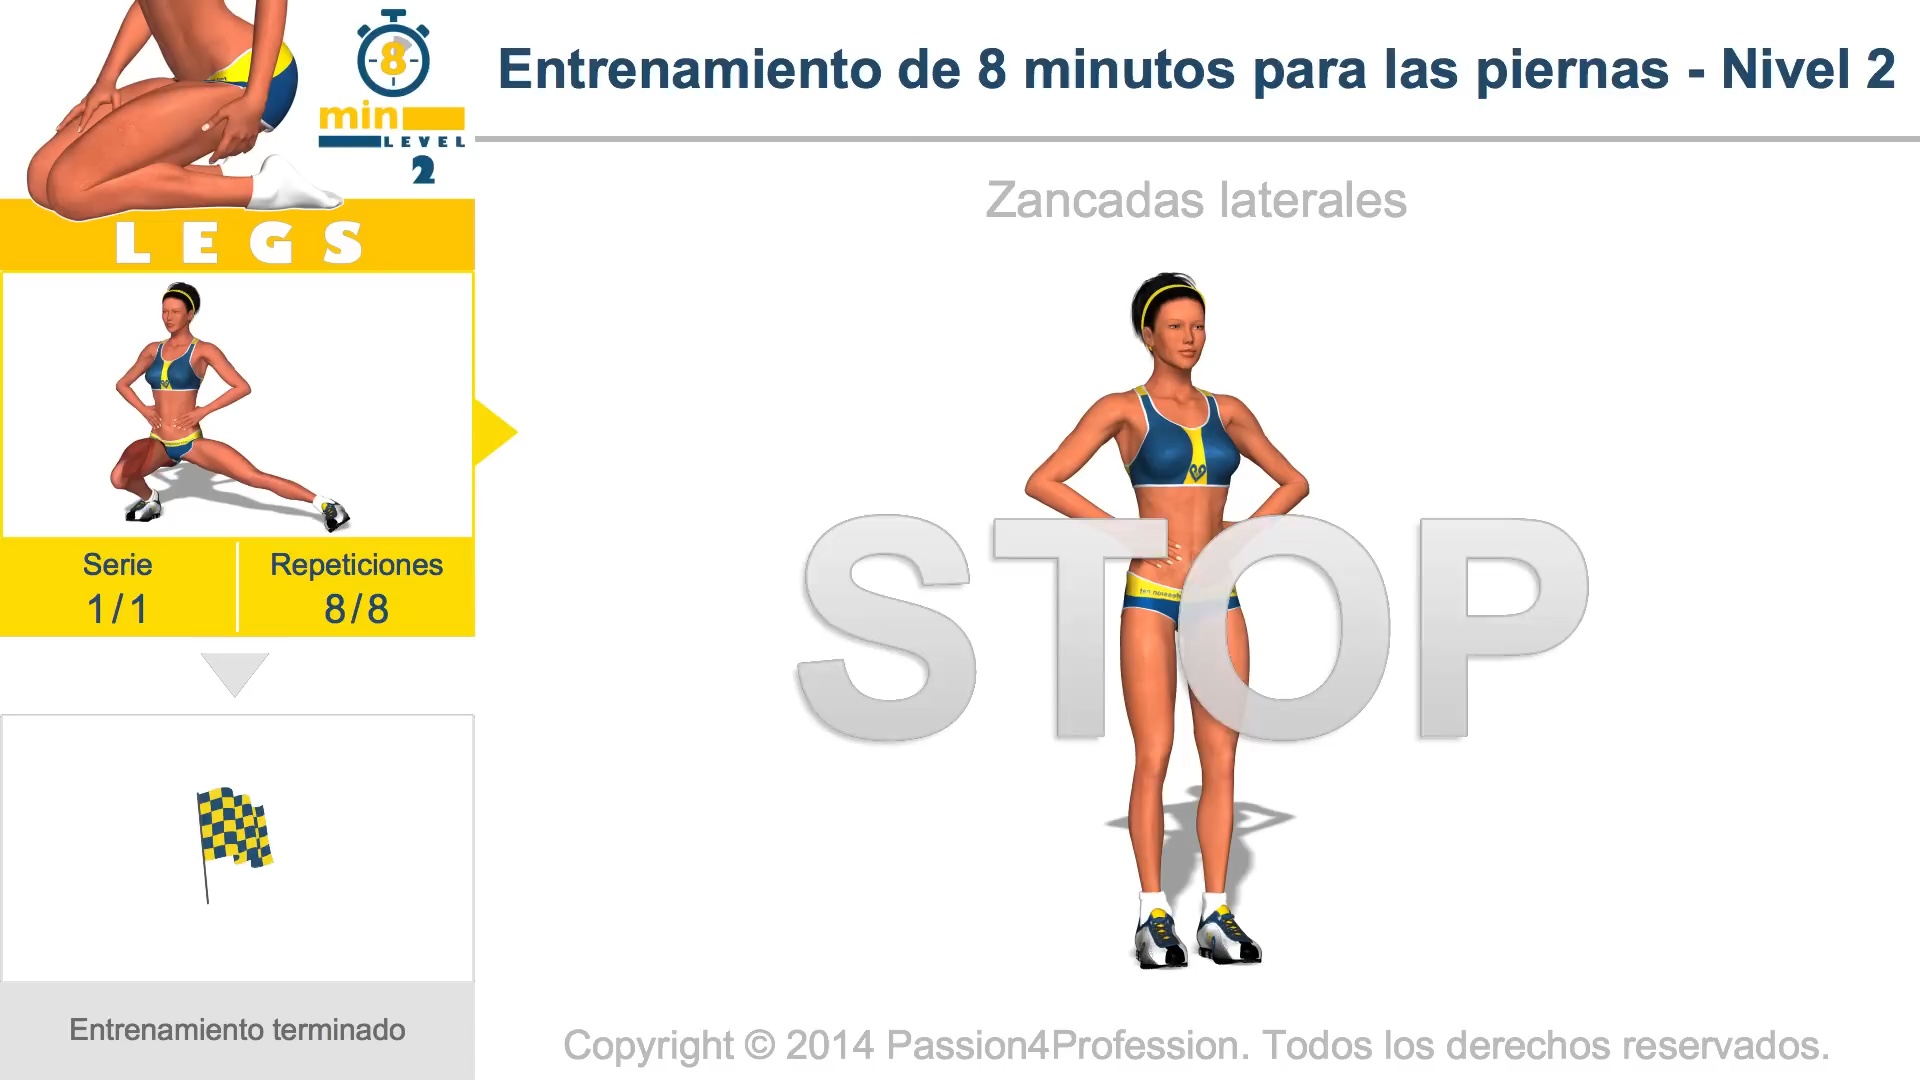 8
min
LEVEL
2
LEGS
Entrenamiento de 8 minutos para las piernas - Nivel 2
Zancadas laterales
STOP
Serie
1/1
Repeticiones
8/8
Entrenamiento terminado
Copyright © 2014 Passion4Profession. Todos los derechos reservados.